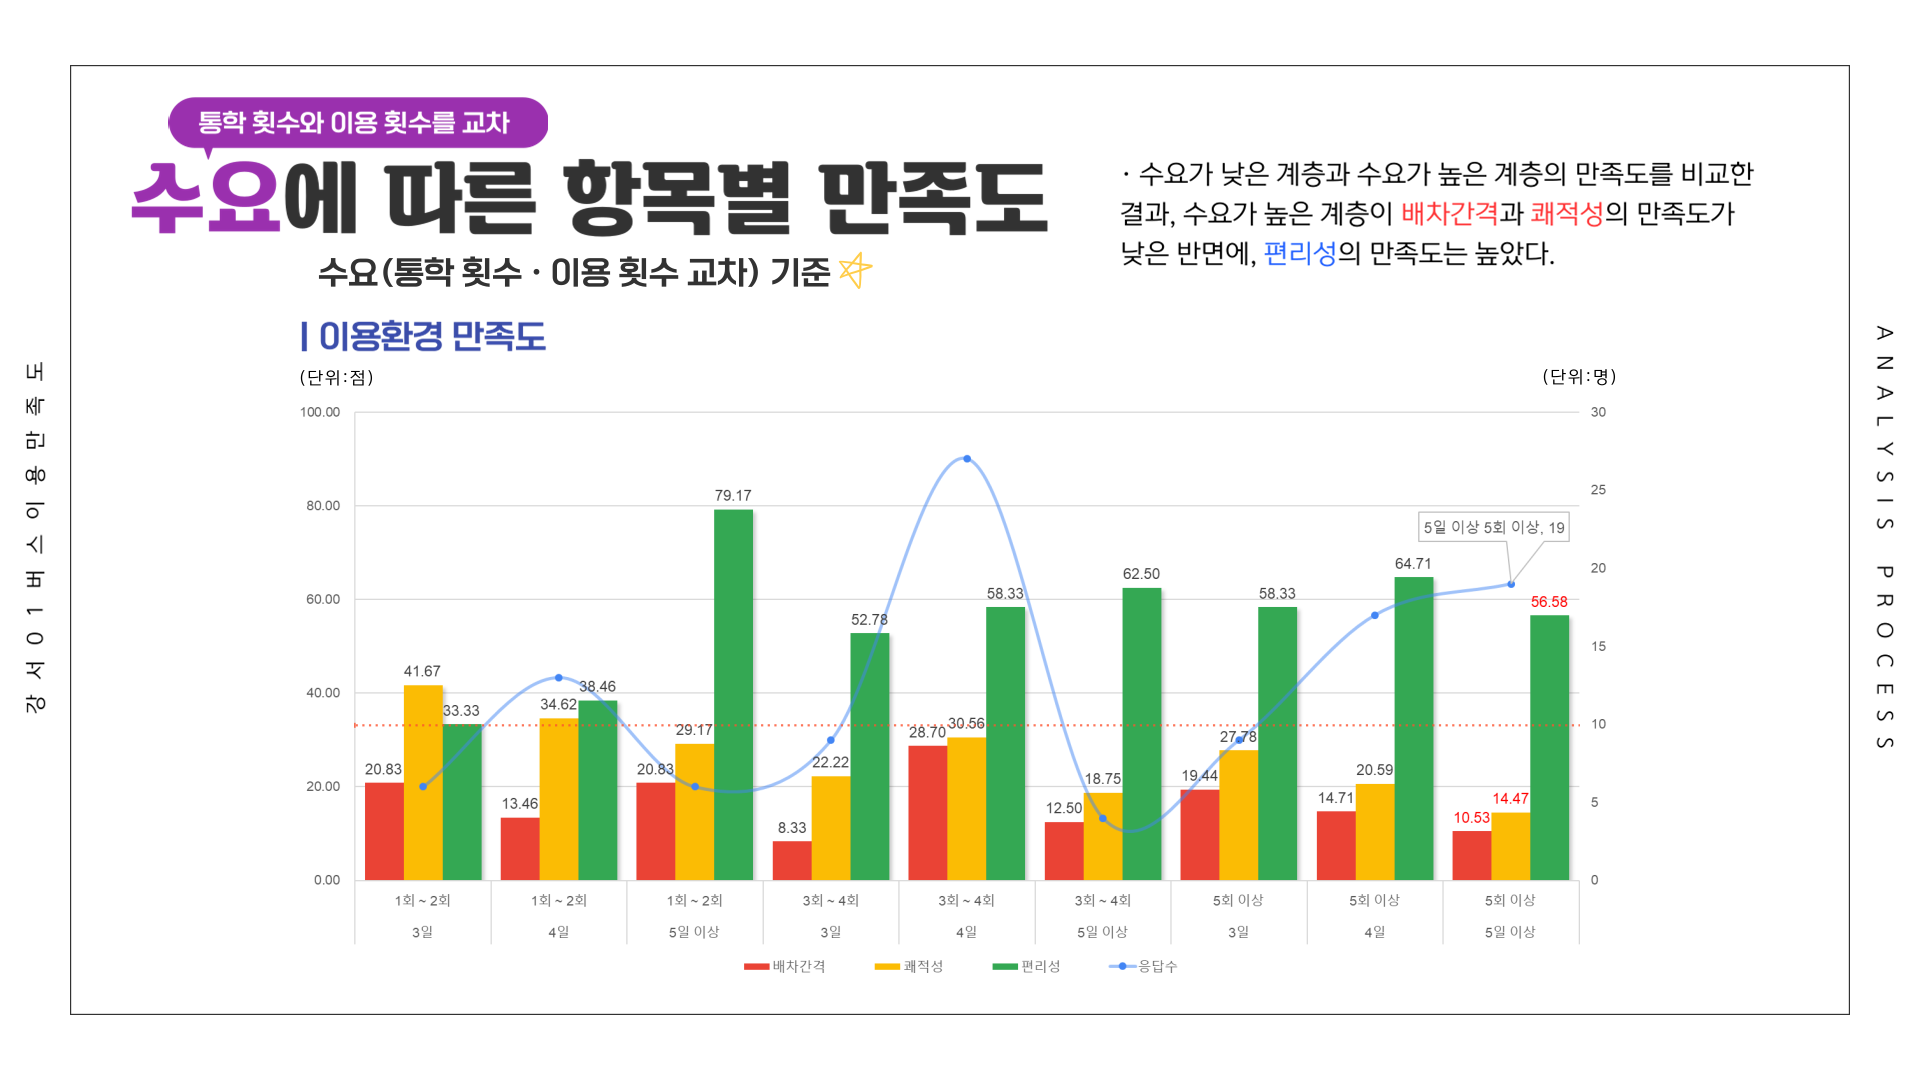 통학 횟수와 이용 횟수를 교차
수요에 따른 항목별 만족도
수요(통학 횟수 · 이용 횟수 교차) 기준
· 수요가 낮은 계층과 수요가 높은 계층의 만족도를 비교한
결과, 수요가 높은 계층이 배차간격과 쾌적성의 만족도가
낮은 반면에, 편리성의 만족도는 높았다.
강서01버스이용만족도
ANALYSIS PROCESS
| 이용환경 만족도
(단위:점)
(단위:명)
100.00
80.00
60.00
40.00
20.00
0.00
30
25
20
15
10
5
0
20.83 41.67 33.33
13.46 34.62 38.46
20.83 29.17 79.17
8.33 22.22 52.78
28.70 30.56 58.33
12.50 18.75 62.50
19.44 27.78 58.33
14.71 20.59 64.71
10.53 14.47 56.58
5일 이상 5회 이상, 19
1회 ~ 2회 1회 ~ 2회 1회 ~ 2회 3회 ~ 4회 3회 ~ 4회 3회 ~ 4회 5회 이상 5회 이상 5회 이상
3일 4일 5일 이상 3일 4일 5일 이상 3일 4일 5일 이상
배차간격 쾌적성 편리성 응답수